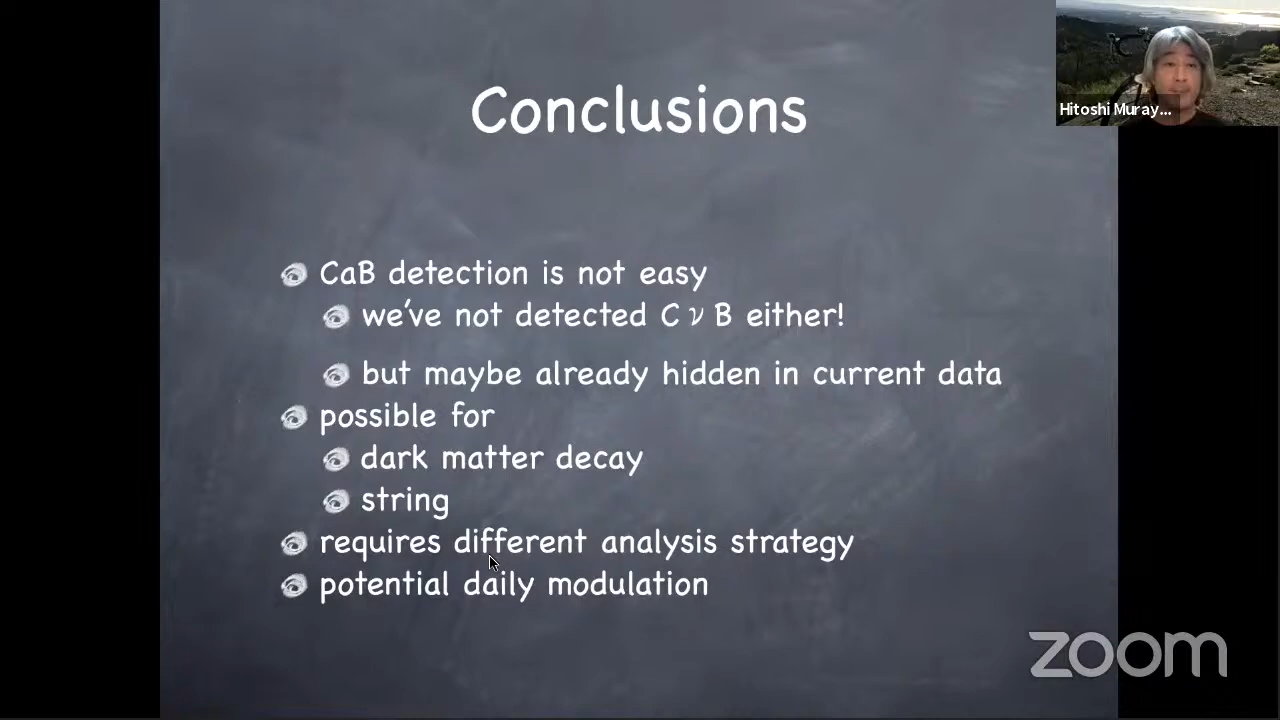 Conclusions
Hitoshi Muray...
CaB detection is not easy
we've not detected CνB either!
but maybe already hidden in current data
possible for
dark matter decay
string
requires different analysis strategy
potential daily modulation
zoom